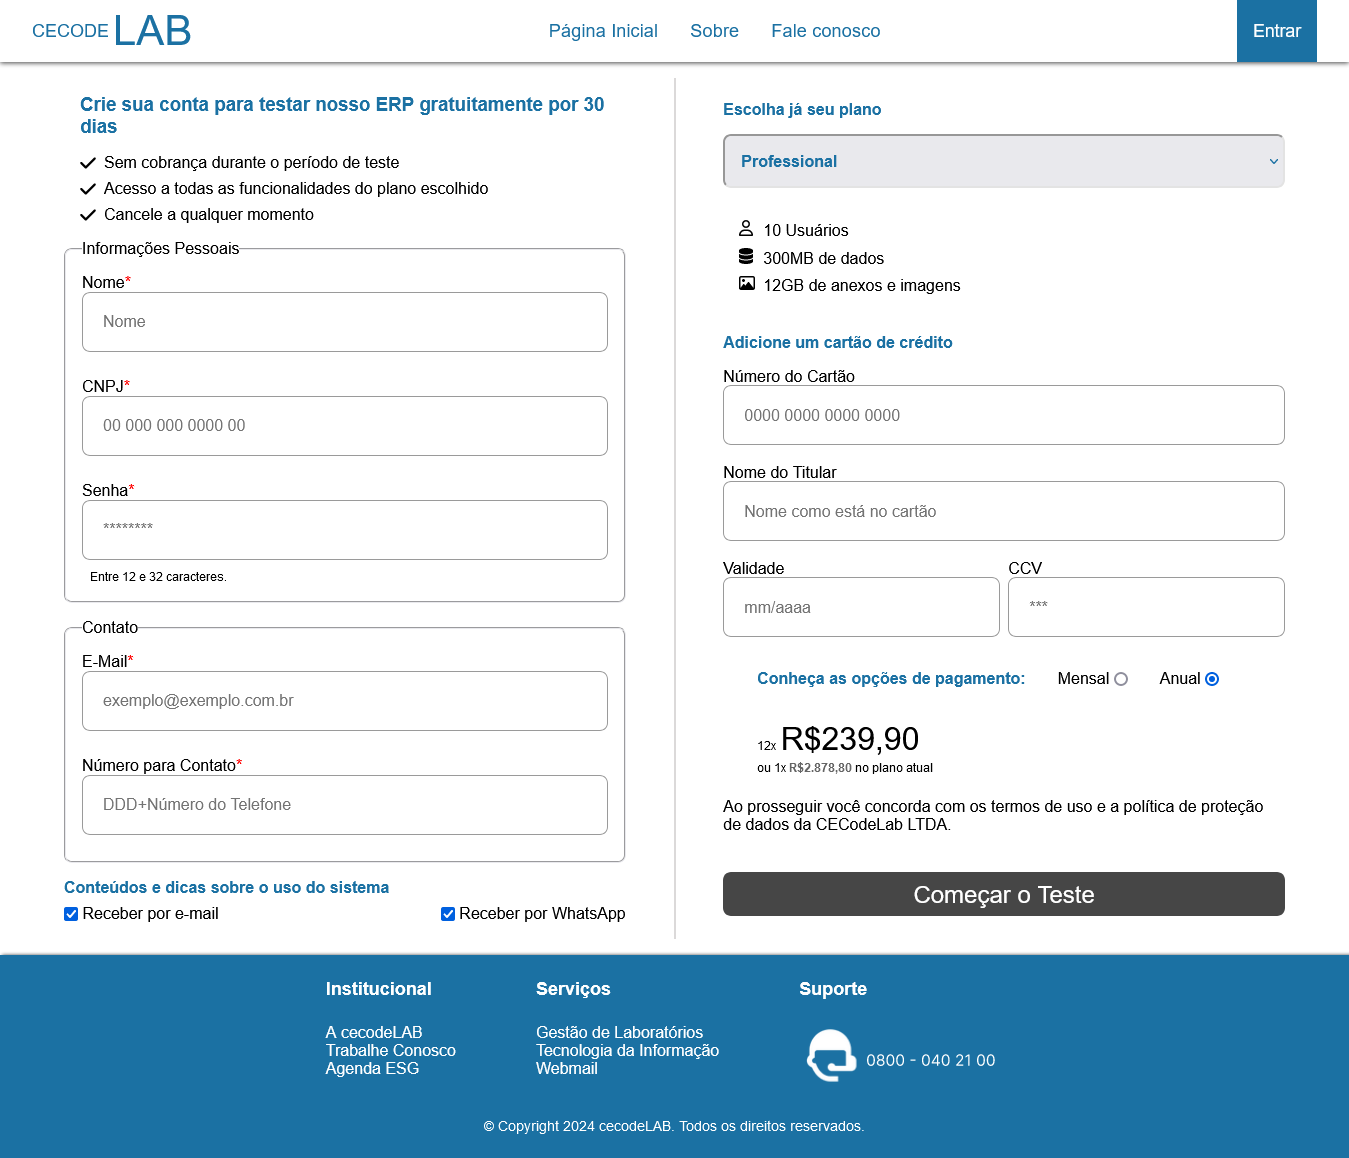 CECODE LAB
Página Inicial
Sobre
Fale conosco
Entrar
Crie sua conta para testar nosso ERP gratuitamente por 30
dias
Sem cobrança durante o período de teste
Acesso a todas as funcionalidades do plano escolhido
Cancele a qualquer momento
Informações Pessoais
Nome*
Nome
CNPJ*
00 000 000 0000 00
Senha*
********
Entre 12 e 32 caracteres.
Contato
E-Mail*
exemplo@exemplo.com.br
Número para Contato*
DDD+Número do Telefone
Conteúdos e dicas sobre o uso do sistema
Receber por e-mail
Receber por WhatsApp
Escolha já seu plano
Professional
10 Usuários
300MB de dados
12GB de anexos e imagens
Adicione um cartão de crédito
Número do Cartão
0000 0000 0000 0000
Nome do Titular
Nome como está no cartão
Validade
mm/aaaa
CCV
***
Conheça as opções de pagamento:
Mensal
Anual
12x R$239,90
ou 1x R$2.878,80 no plano atual
Ao prosseguir você concorda com os termos de uso e a política de proteção
de dados da CECodeLab LTDA.
Começar o Teste
Institucional
A cecodeLAB
Trabalhe Conosco
Agenda ESG
Serviços
Gestão de Laboratórios
Tecnologia da Informação
Webmail
Suporte
0800 - 040 21 00
© Copyright 2024 cecodeLAB. Todos os direitos reservados.